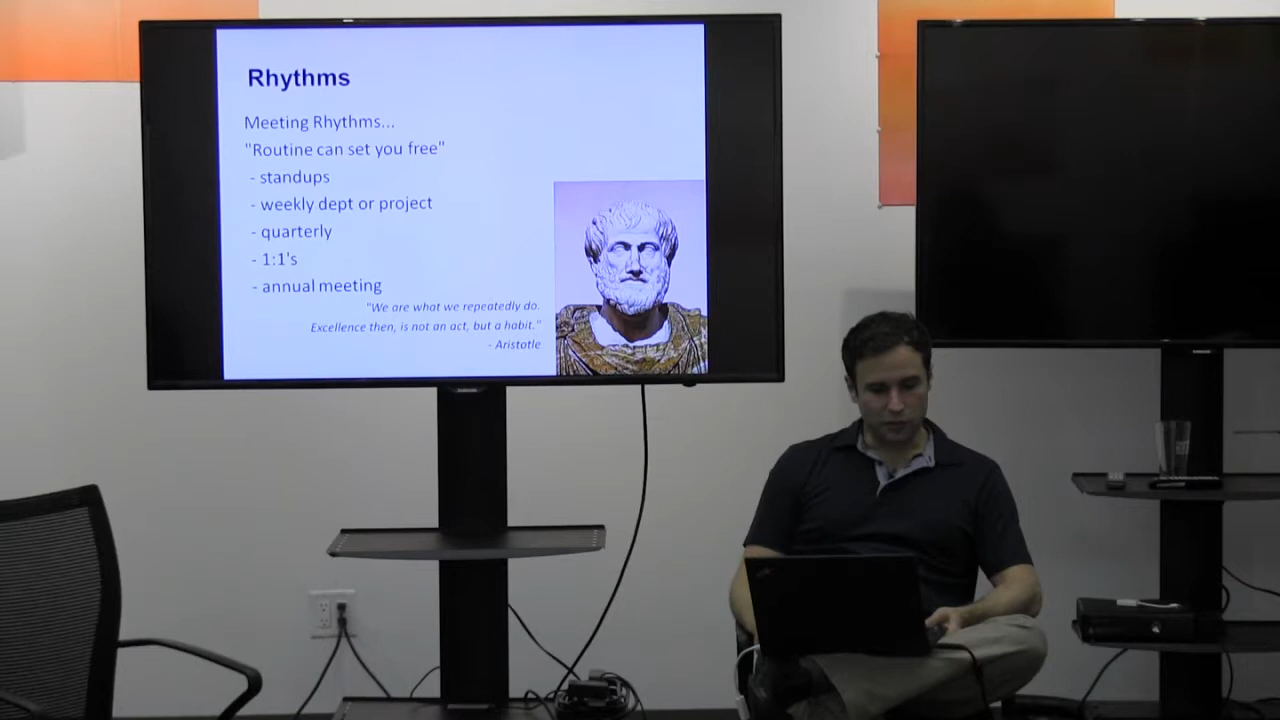 Rhythms
Meeting Rhythms...
"Routine can set you free"
- standups
- weekly dept or project
- quarterly
- 1:1's
- annual meeting
"We are what we repeatedly do.
Excellence then, is not an act, but a habit."
- Aristotle